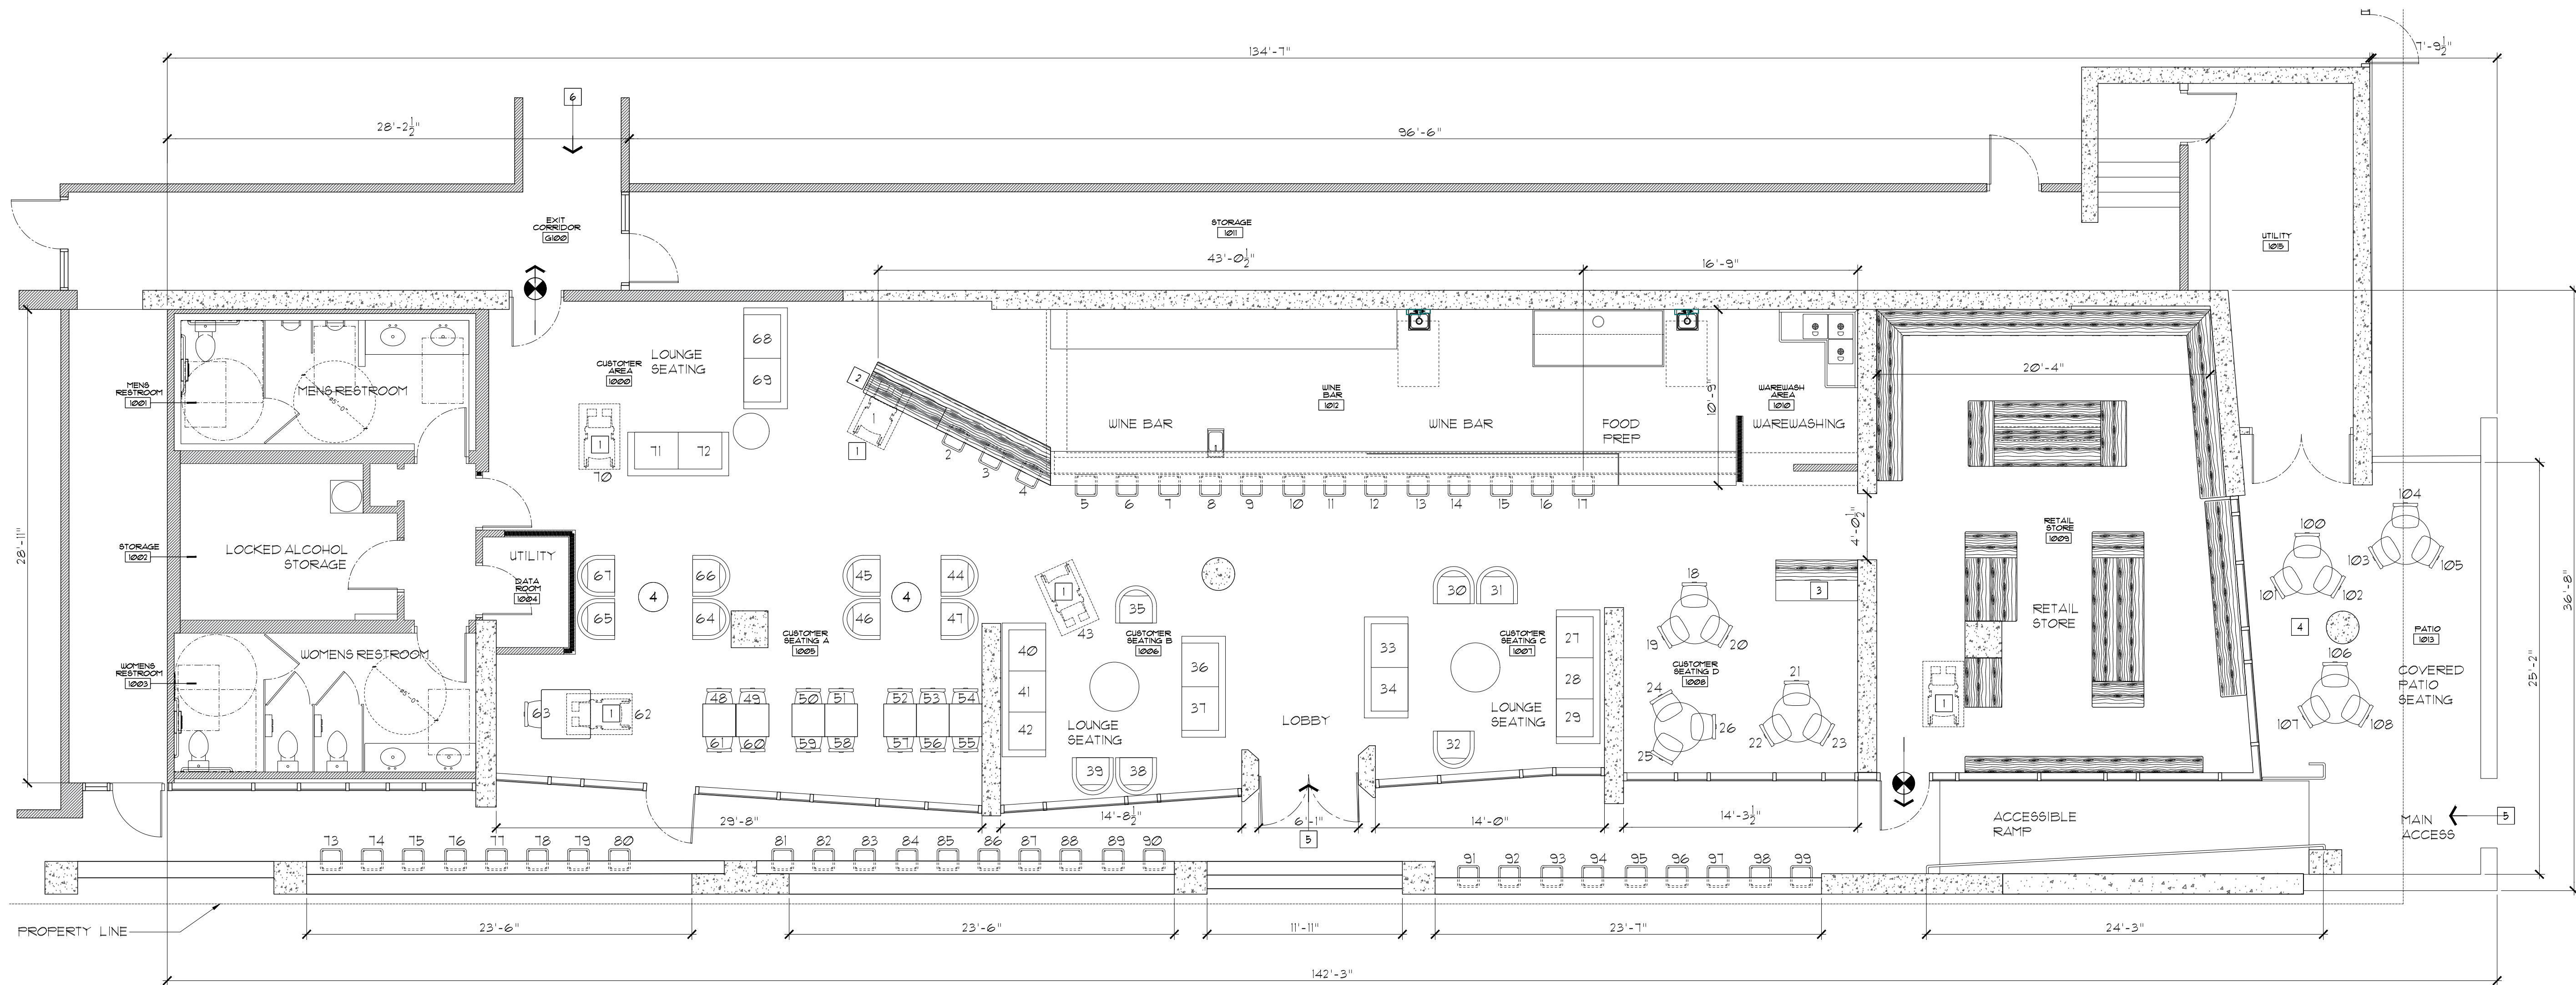 134'-7"
7'-9½"
6
28'-2½"
96'-6"
EXIT
CORRIDOR
G100
STORAGE
1011
UTILITY
1015
43'-0½"
16'-9"
LOUNGE
SEATING
CUSTOMER
AREA
1000
68
69
71
72
1
70
MENS
RESTROOM
1001
MENS RESTROOM
5'-0"
2
1
1
2
3
4
WINE
BAR
1012
WINE BAR
WINE BAR
FOOD
PREP
10'-9"
WAREWASH
AREA
1010
WAREWASHING
20'-4"
5
6
7
8
9
10
11
12
13
14
15
16
17
4'-0½"
RETAIL
STORE
1009
RETAIL
STORE
1
104
100
103
105
101
102
4
106
107
108
PATIO
1013
COVERED
PATIO
SEATING
25'-2"
36'-8"
28'-11"
STORAGE
1002
LOCKED ALCOHOL
STORAGE
UTILITY
DATA
ROOM
1004
WOMENS
RESTROOM
1003
WOMENS RESTROOM
5'-0"
67
66
65
64
4
45
44
46
47
4
CUSTOMER
SEATING A
1005
63
1
62
48
49
50
51
52
53
54
61
60
59
58
57
56
55
1
43
35
CUSTOMER
SEATING B
1006
40
41
42
36
37
39
38
LOUNGE
SEATING
LOBBY
30
31
33
34
32
CUSTOMER
SEATING C
1007
27
28
29
LOUNGE
SEATING
18
19
20
3
CUSTOMER
SEATING D
1008
21
22
23
24
25
26
29'-8"
14'-8½"
6'-1"
5
14'-0"
14'-3½"
ACCESSIBLE
RAMP
MAIN
ACCESS
5
73
74
75
76
77
78
79
80
81
82
83
84
85
86
87
88
89
90
91
92
93
94
95
96
97
98
99
PROPERTY LINE
23'-6"
23'-6"
11'-11"
23'-7"
24'-3"
142'-3"